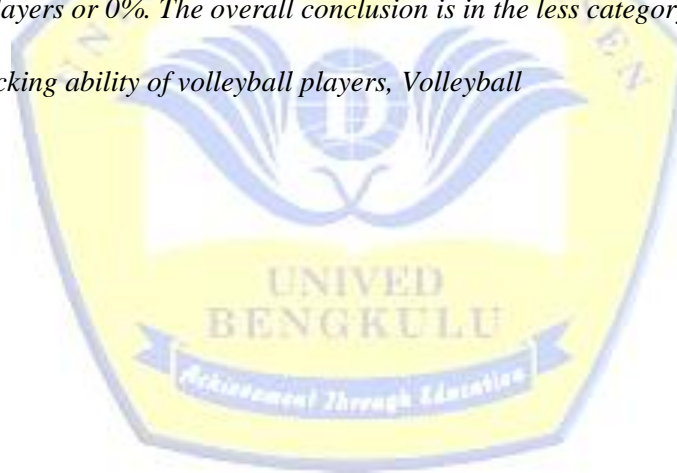 layers or 0%. The overall conclusion is in the less category
cking ability of volleyball players, Volleyball
UNIVED
BENGKULU
Achievement Through Education